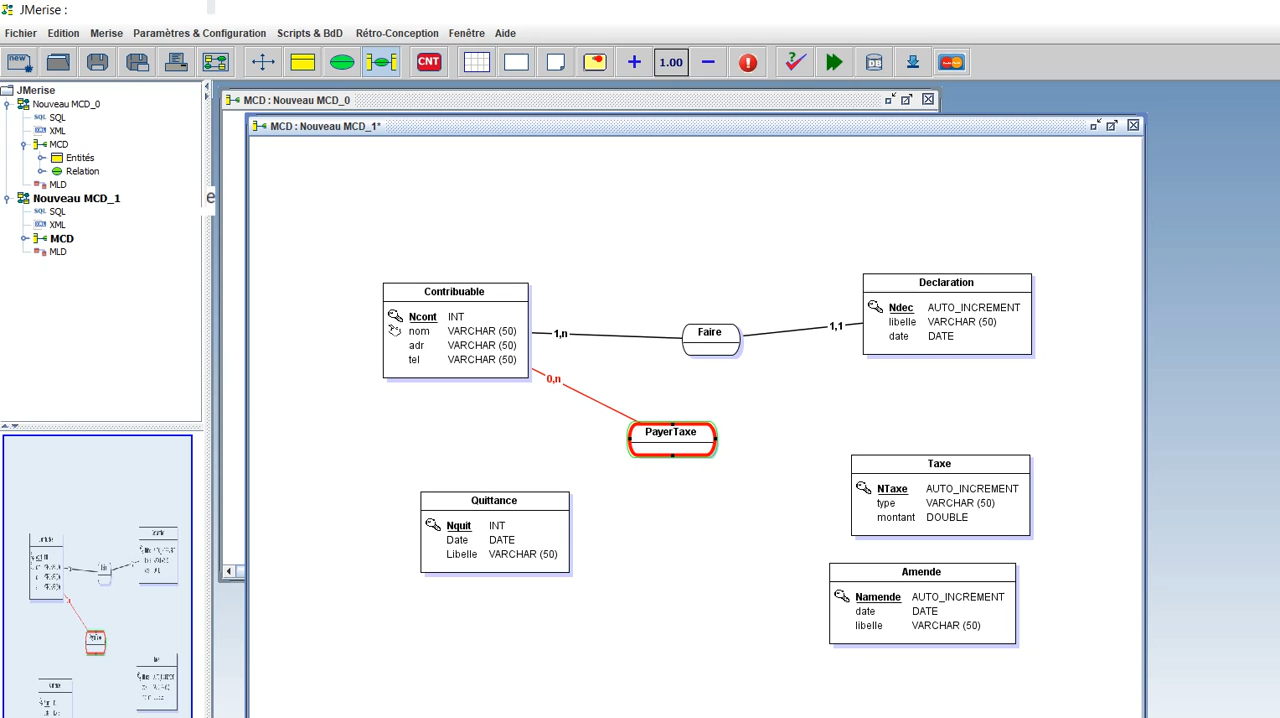 JMerise :
Fichier Edition Merise Paramètres & Configuration Scripts & BdD Rétro-Conception Fenêtre Aide
new CNT 1.00
JMerise
Nouveau MCD_0
SQL
XML
MCD
Entités
Relation
MLD
Nouveau MCD_1
SQL
XML
MCD
MLD
e
MCD : Nouveau MCD_0
MCD : Nouveau MCD_1*
Contribuable
Ncont INT
nom VARCHAR (50)
adr VARCHAR (50)
tel VARCHAR (50)
1,n
Faire
1,1
Declaration
Ndec AUTO_INCREMENT
libelle VARCHAR (50)
date DATE
0,n
PayerTaxe
Quittance
Nquit INT
Date DATE
Libelle VARCHAR (50)
Taxe
NTaxe AUTO_INCREMENT
type VARCHAR (50)
montant DOUBLE
Amende
Namende AUTO_INCREMENT
date DATE
libelle VARCHAR (50)